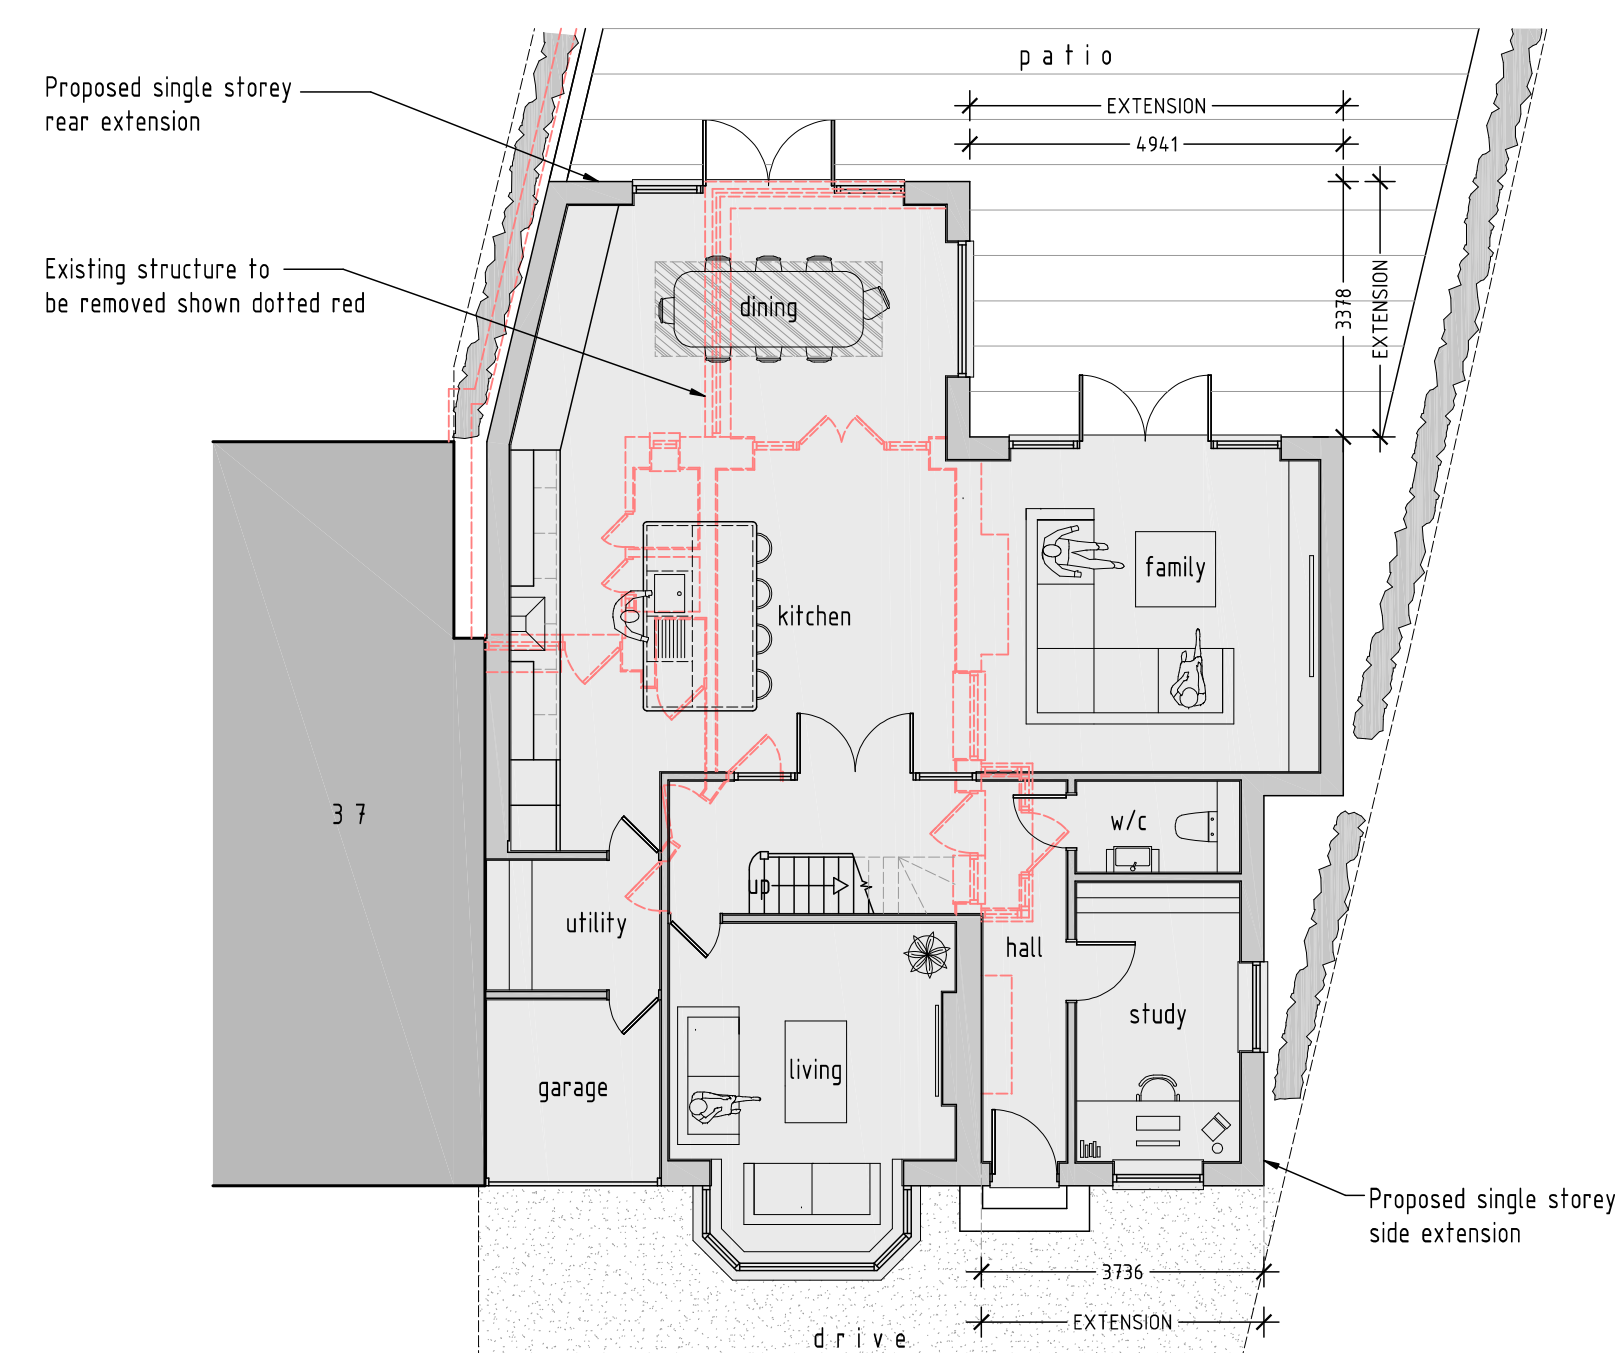 patio
Proposed single storey
rear extension
EXTENSION
4941
Existing structure to
be removed shown dotted red
dining
3378
EXTENSION
family
kitchen
37
w/c
UP
utility
hall
study
living
garage
Proposed single storey
side extension
3736
EXTENSION
drive